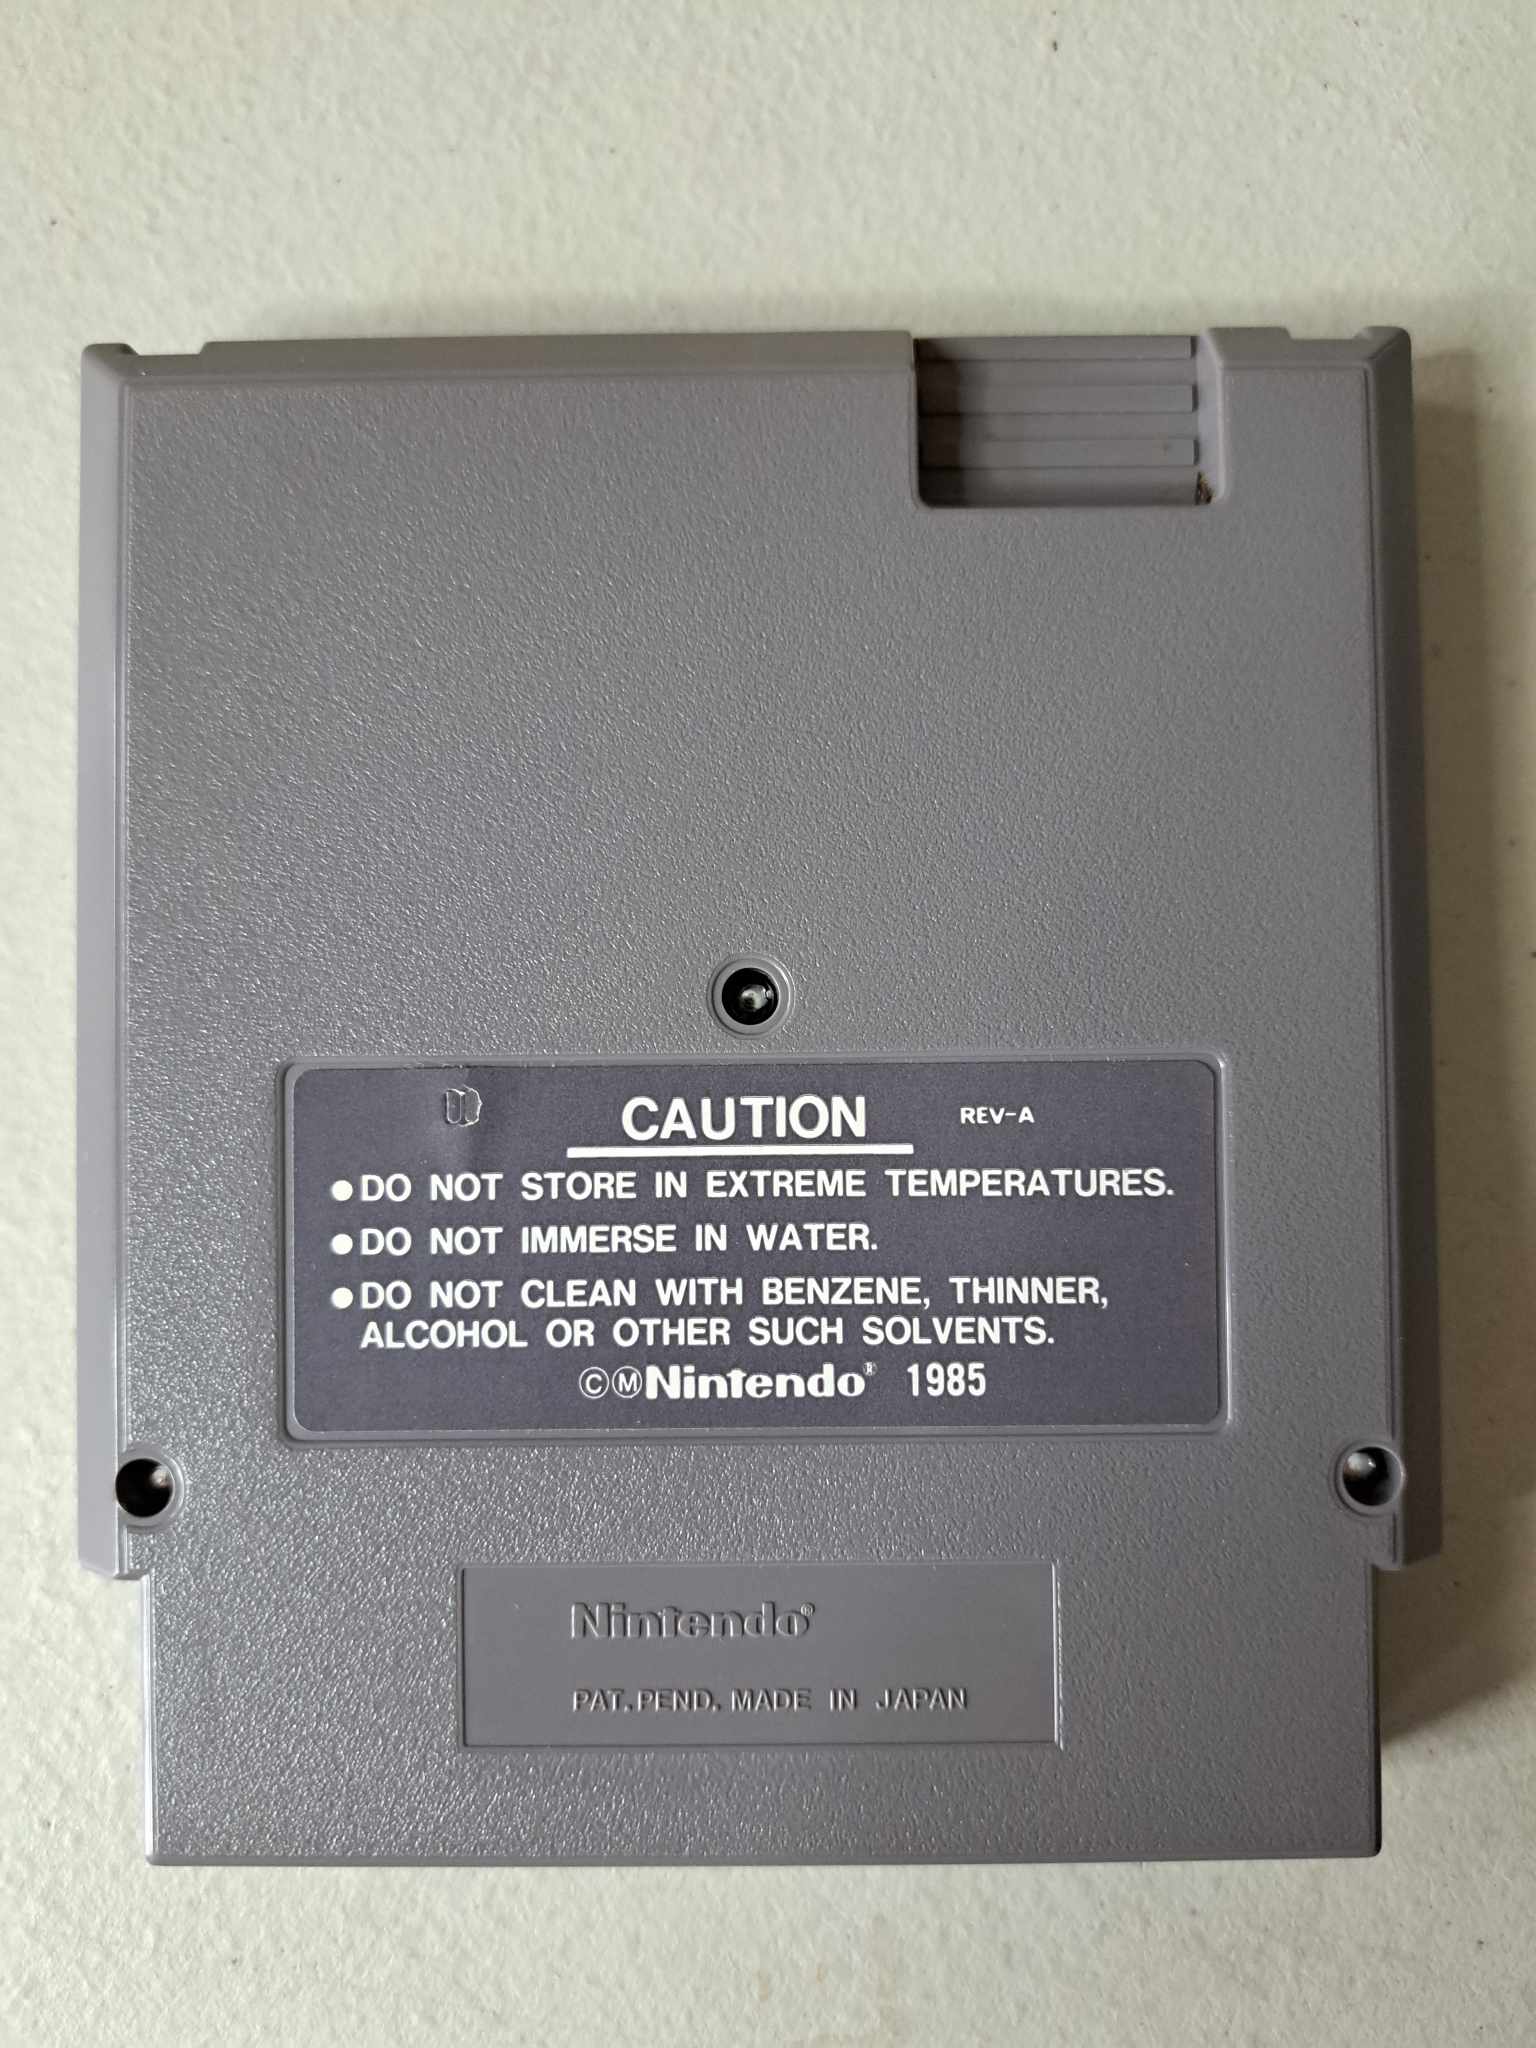 CAUTION REV-A
●DO NOT STORE IN EXTREME TEMPERATURES.
●DO NOT IMMERSE IN WATER.
●DO NOT CLEAN WITH BENZENE, THINNER,
ALCOHOL OR OTHER SUCH SOLVENTS.
ⒸⓂNintendo® 1985
Nintendo®
PAT. PEND. MADE IN JAPAN